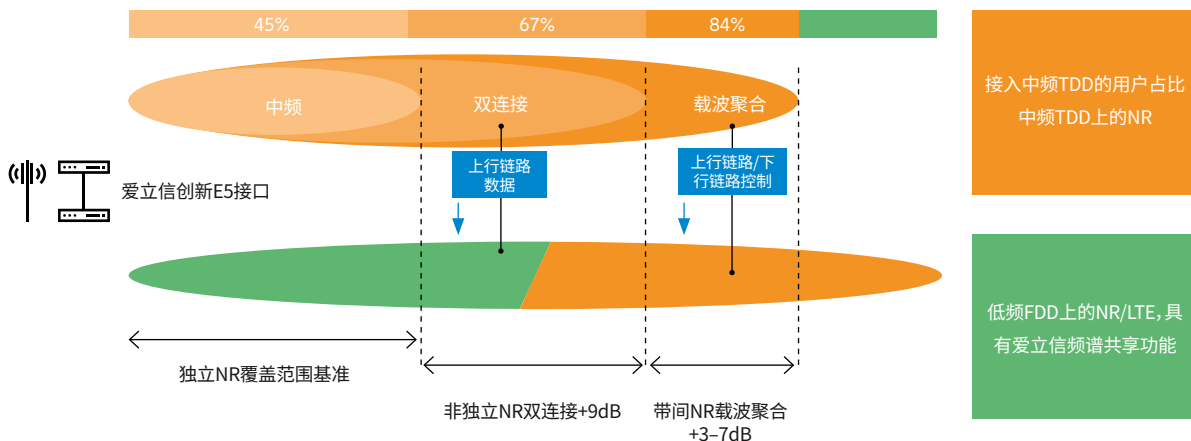 45%
67%
84%
接入中频TDD的用户占比
中频TDD上的NR
中频
双连接
载波聚合
上行链路
数据
上行链路/下
行链路控制
爱立信创新E5接口
低频FDD上的NR/LTE,具
有爱立信频谱共享功能
独立NR覆盖范围基准
非独立NR双连接+9dB
带间NR载波聚合
+3–7dB